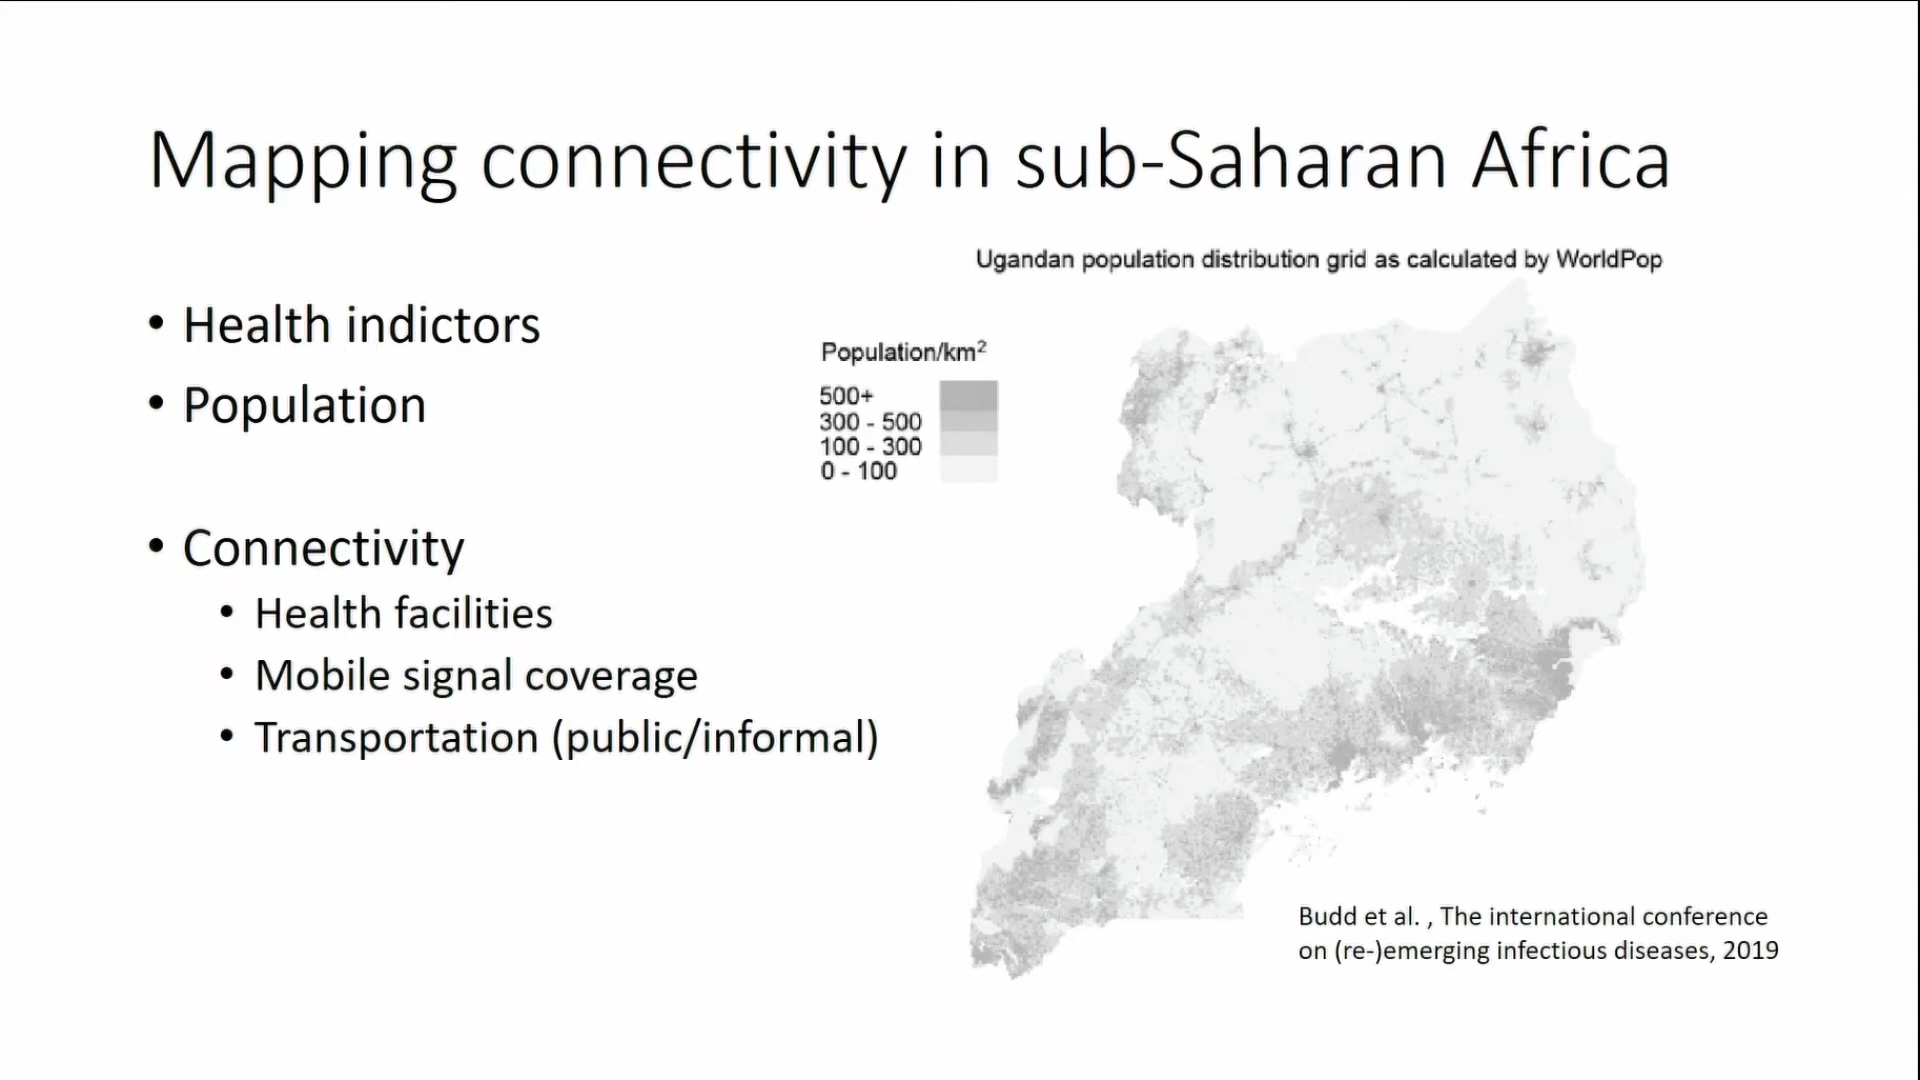 Mapping connectivity in sub-Saharan Africa
• Health indictors
• Population
• Connectivity
• Health facilities
• Mobile signal coverage
• Transportation (public/informal)
Ugandan population distribution grid as calculated by WorldPop
Population/km²
500+
300 - 500
100 - 300
0 - 100
Budd et al. , The international conference
on (re-)emerging infectious diseases, 2019